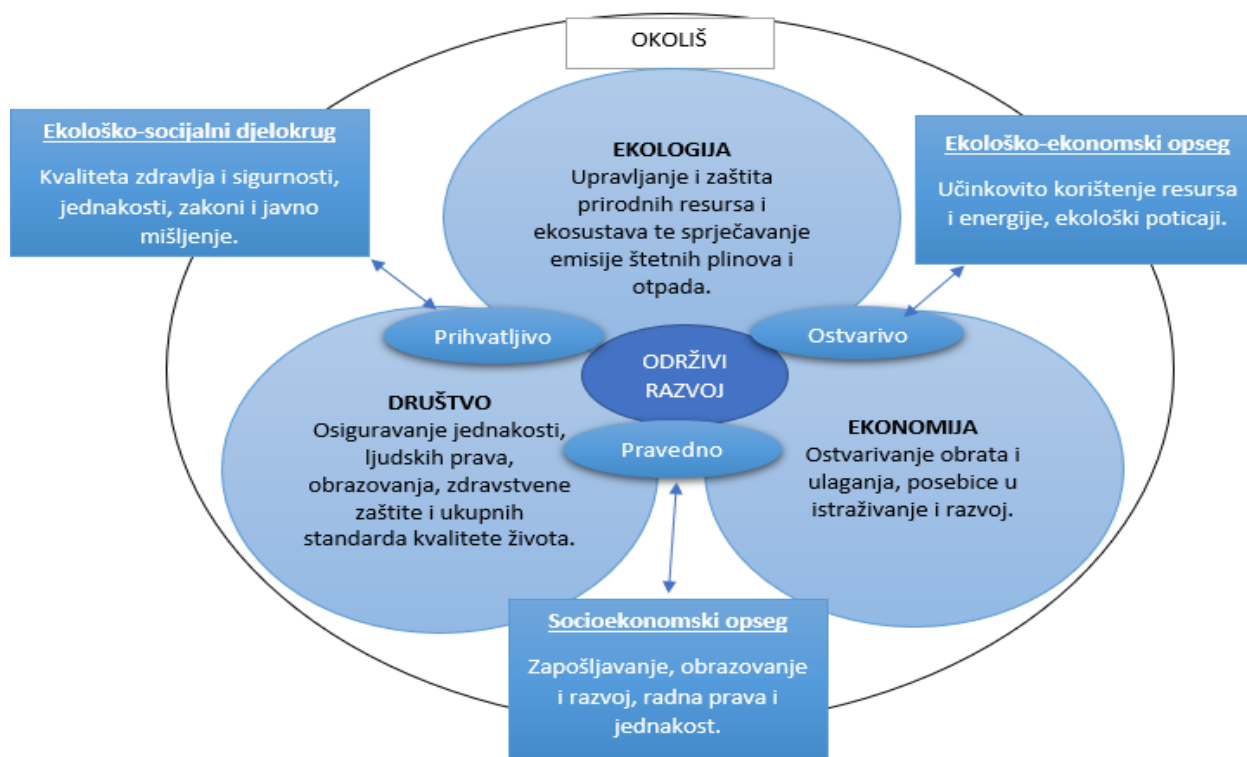 OKOLIŠ
Ekološko-socijalni djelokrug
Kvaliteta zdravlja i sigurnosti,
jednakosti, zakoni i javno
mišljenje.
EKOLOGIJA
Upravljanje i zaštita
prirodnih resursa i
ekosustava te sprječavanje
emisije štetnih plinova i
otpada.
Ekološko-ekonomski opseg
Učinkovito korištenje resursa
i energije, ekološki poticaji.
Prihvatljivo
Ostvarivo
ODRŽIVI
RAZVOJ
DRUŠTVO
Osiguravanje jednakosti,
ljudskih prava,
obrazovanja, zdravstvene
zaštite i ukupnih
standarda kvalitete života.
Pravedno
EKONOMIJA
Ostvarivanje obrata i
ulaganja, posebice u
istraživanje i razvoj.
Socioekonomski opseg
Zapošljavanje, obrazovanje
i razvoj, radna prava i
jednakost.